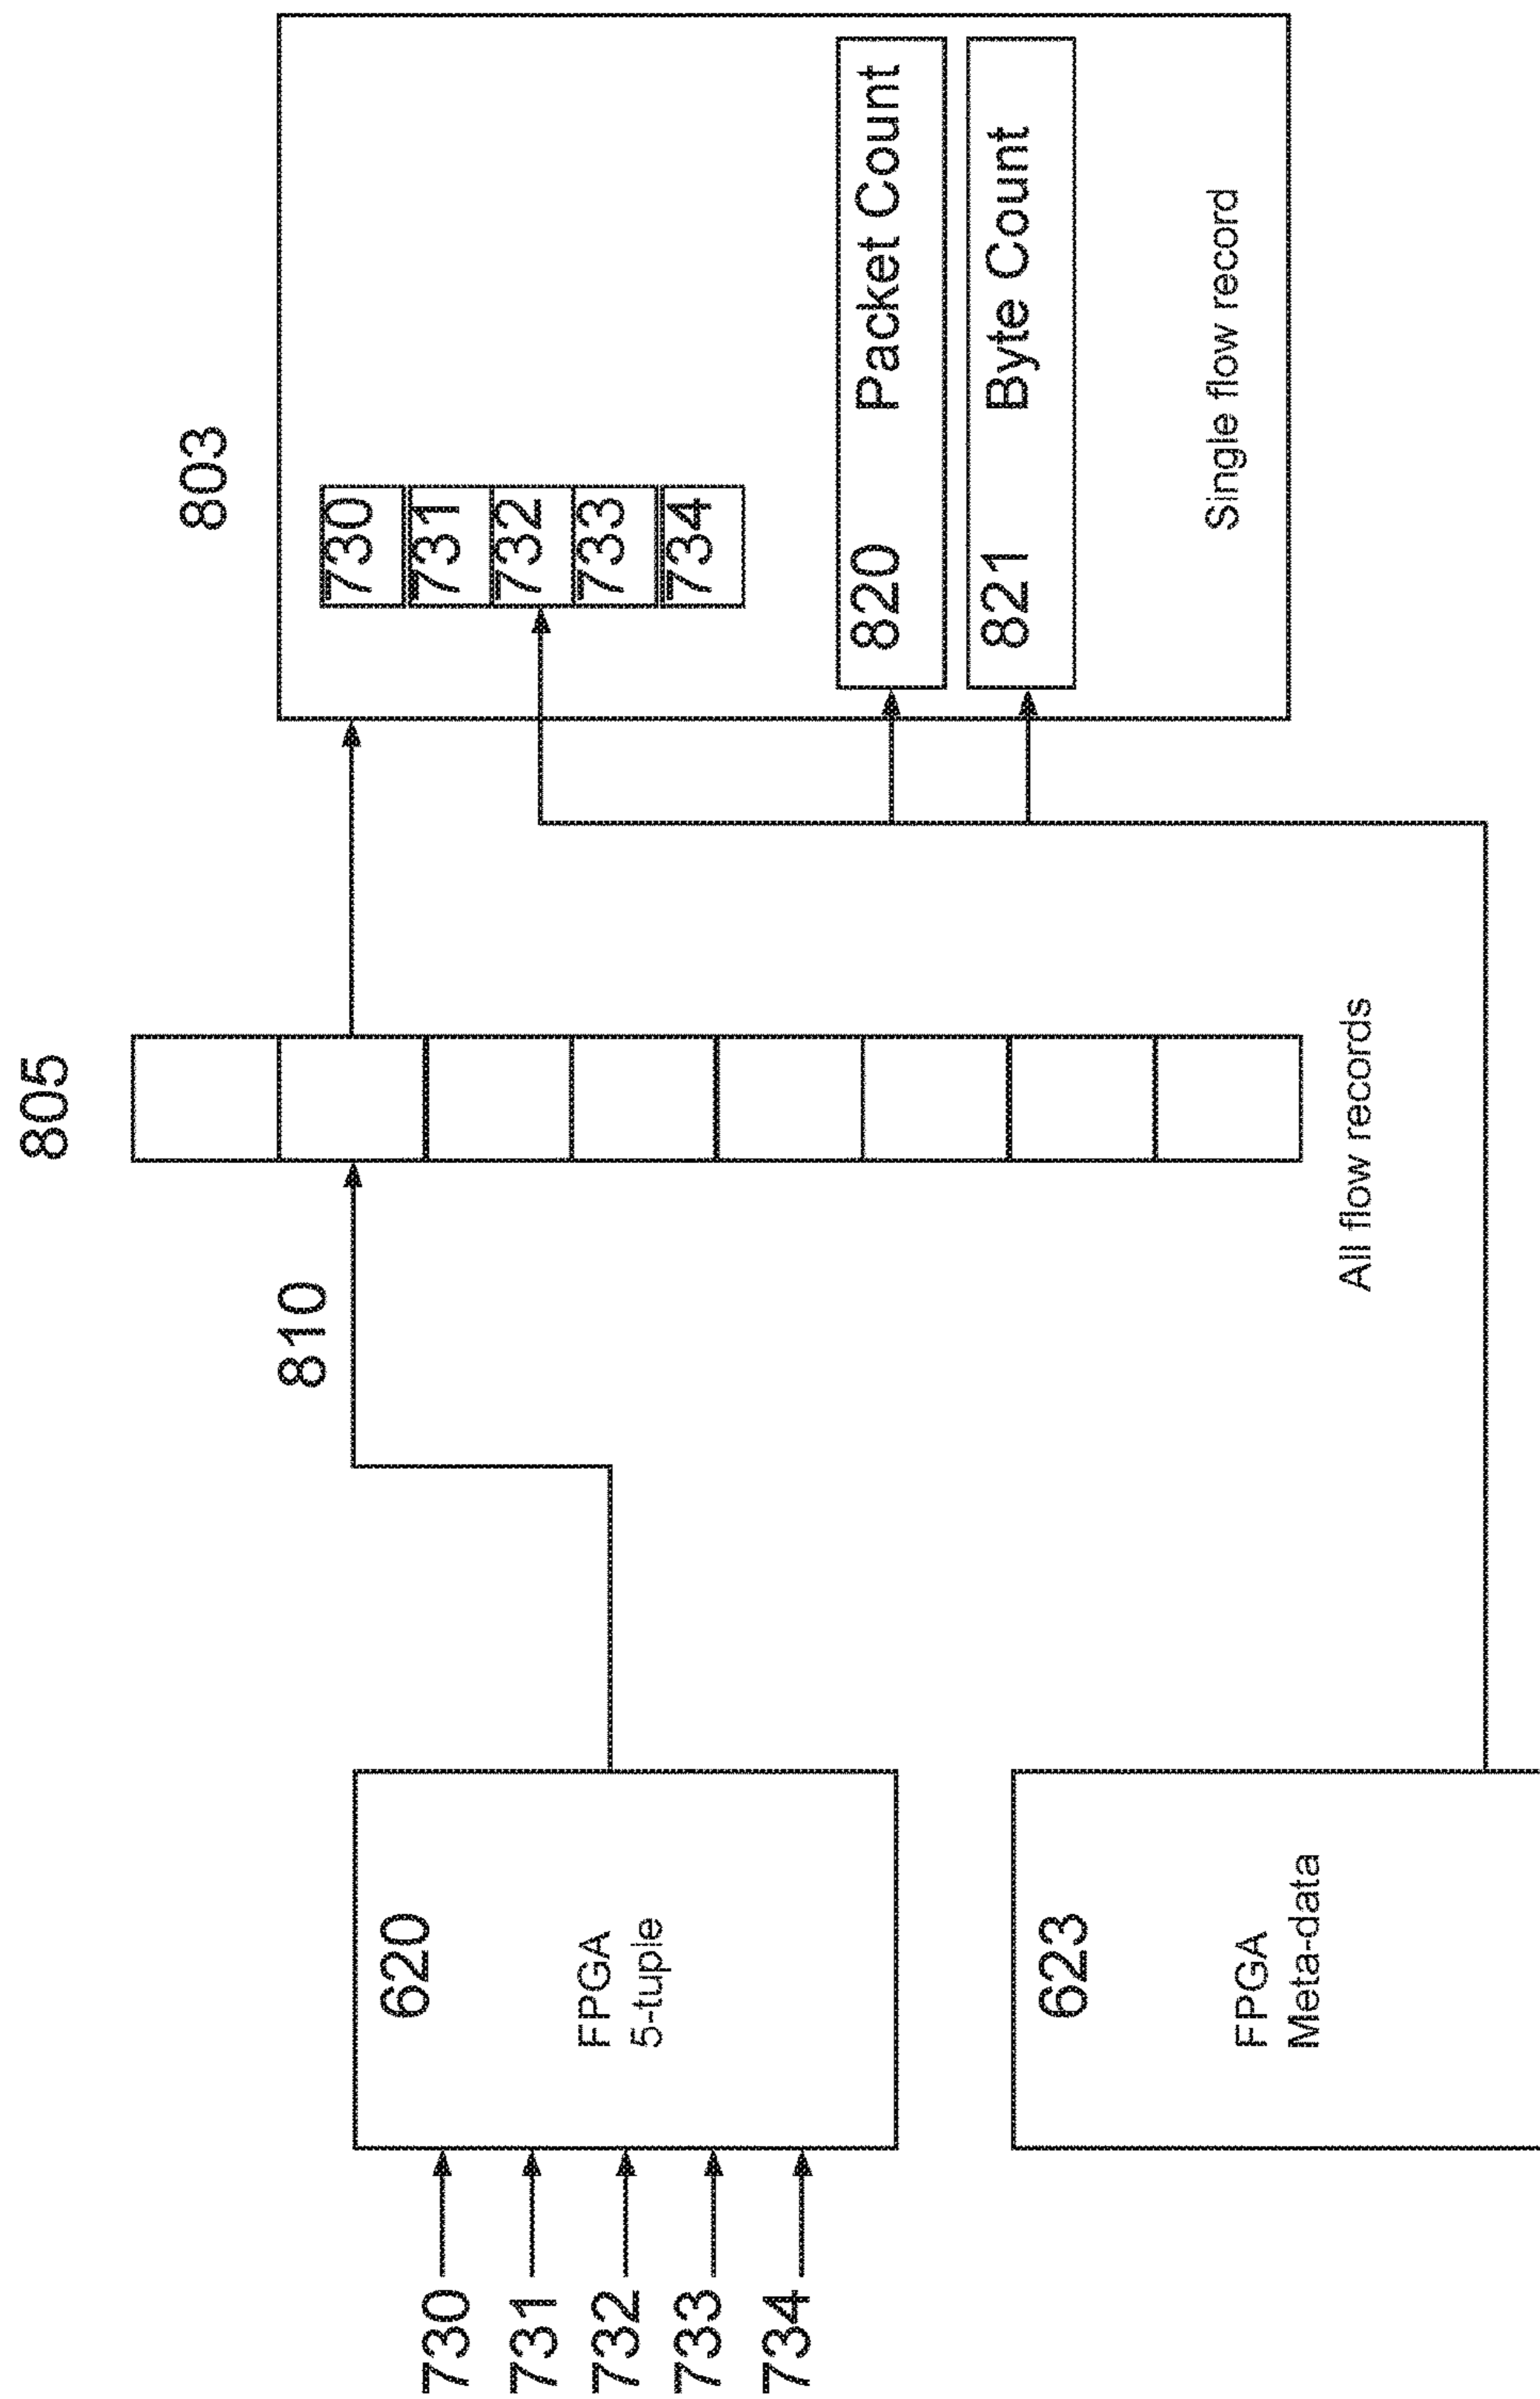 805
803
810
730
731
732
733
734
620
FPGA
5-tuple
730
731
732
733
734
820 Packet Count
821 Byte Count
Single flow record
All flow records
623
FPGA
Meta-data